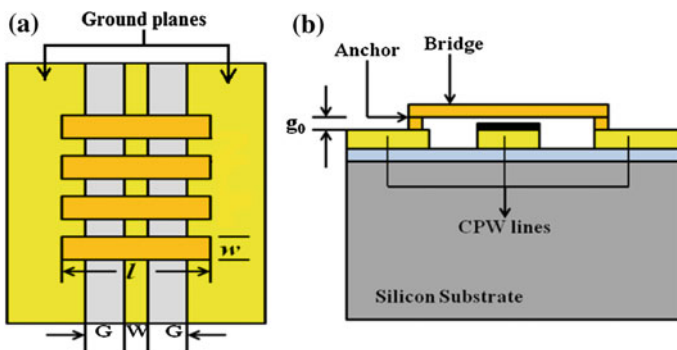 (a)
Ground planes
w
l
G W G
(b)
Anchor
Bridge
g0
CPW lines
Silicon Substrate